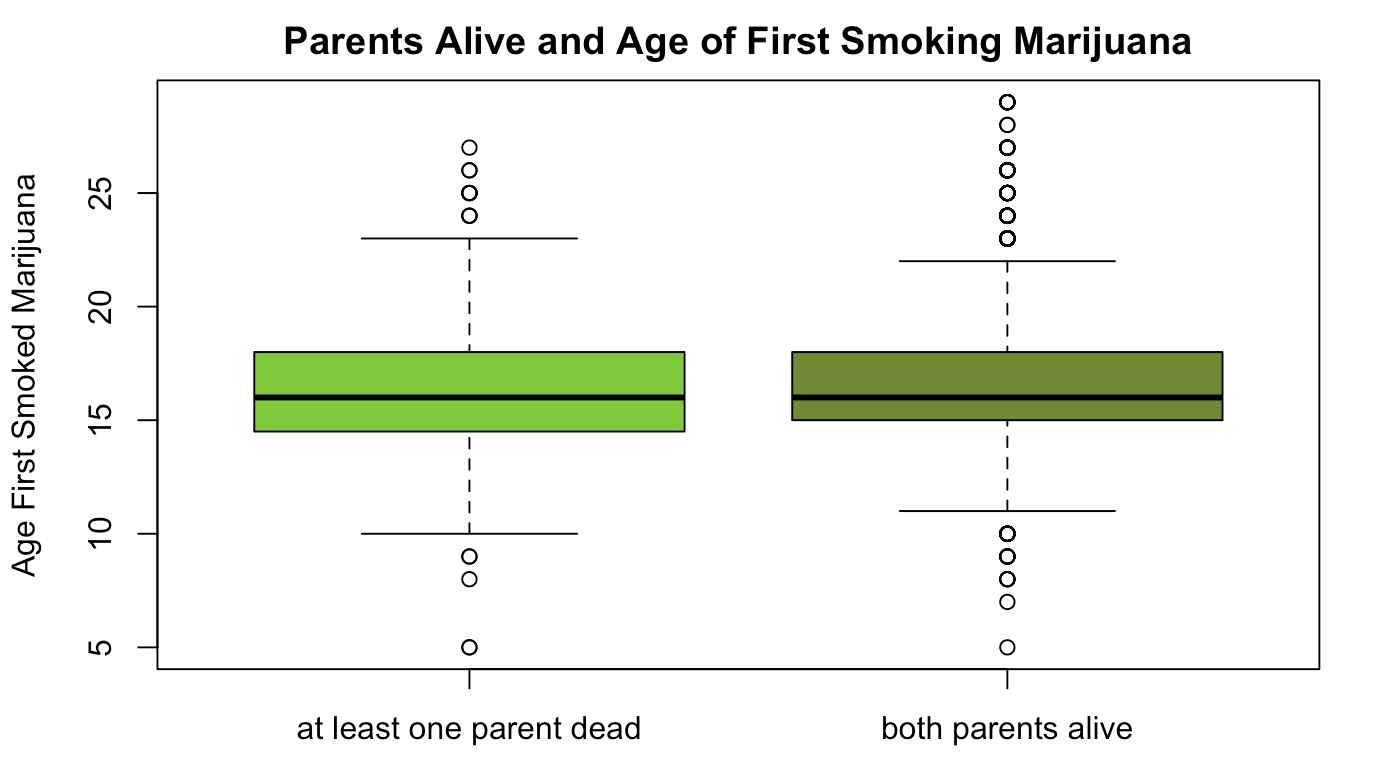 Parents Alive and Age of First Smoking Marijuana
Age First Smoked Marijuana
25
20
15
10
5
at least one parent dead
both parents alive